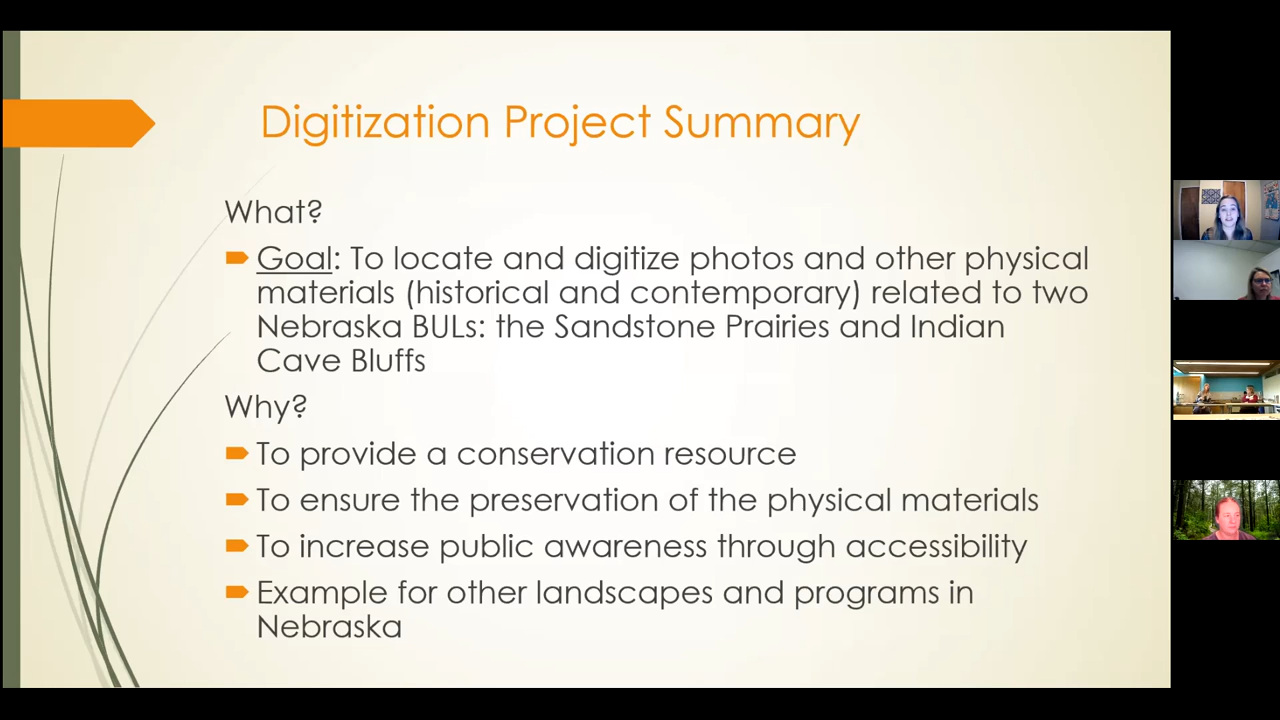 Digitization Project Summary
What?
Goal: To locate and digitize photos and other physical
materials (historical and contemporary) related to two
Nebraska BULs: the Sandstone Prairies and Indian
Cave Bluffs
Why?
To provide a conservation resource
To ensure the preservation of the physical materials
To increase public awareness through accessibility
Example for other landscapes and programs in
Nebraska